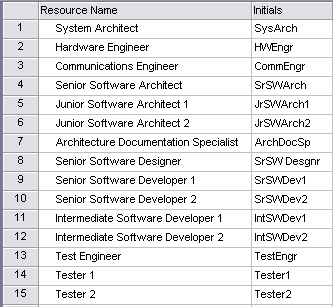 Resource Name Initials
1 System Architect SysArch
2 Hardware Engineer HWEngr
3 Communications Engineer CommEngr
4 Senior Software Architect SrSWArch
5 Junior Software Architect 1 JrSWArch1
6 Junior Software Architect 2 JrSWArch2
7 Architecture Documentation Specialist ArchDocSp
8 Senior Software Designer SrSW Desgnr
9 Senior Software Developer 1 SrSWDev1
10 Senior Software Developer 2 SrSWDev2
11 Intermediate Software Developer 1 IntSWDev1
12 Intermediate Software Developer 2 IntSWDev2
13 Test Engineer TestEngr
14 Tester 1 Tester1
15 Tester 2 Tester2